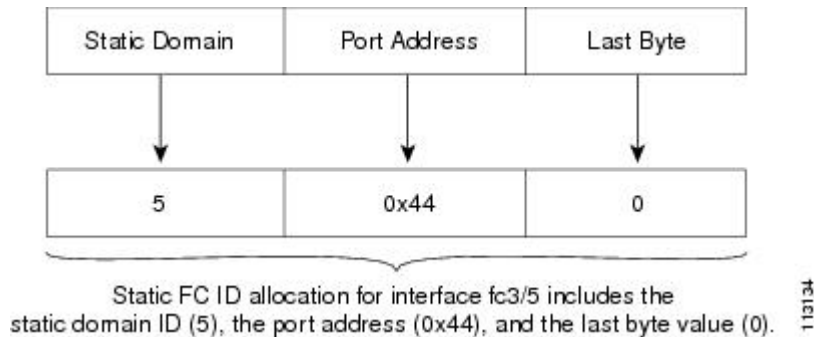 Static Domain Port Address Last Byte
5 0x44 0
Static FC ID allocation for interface fc3/5 includes the
static domain ID (5), the port address (0x44), and the last byte value (0).
113134